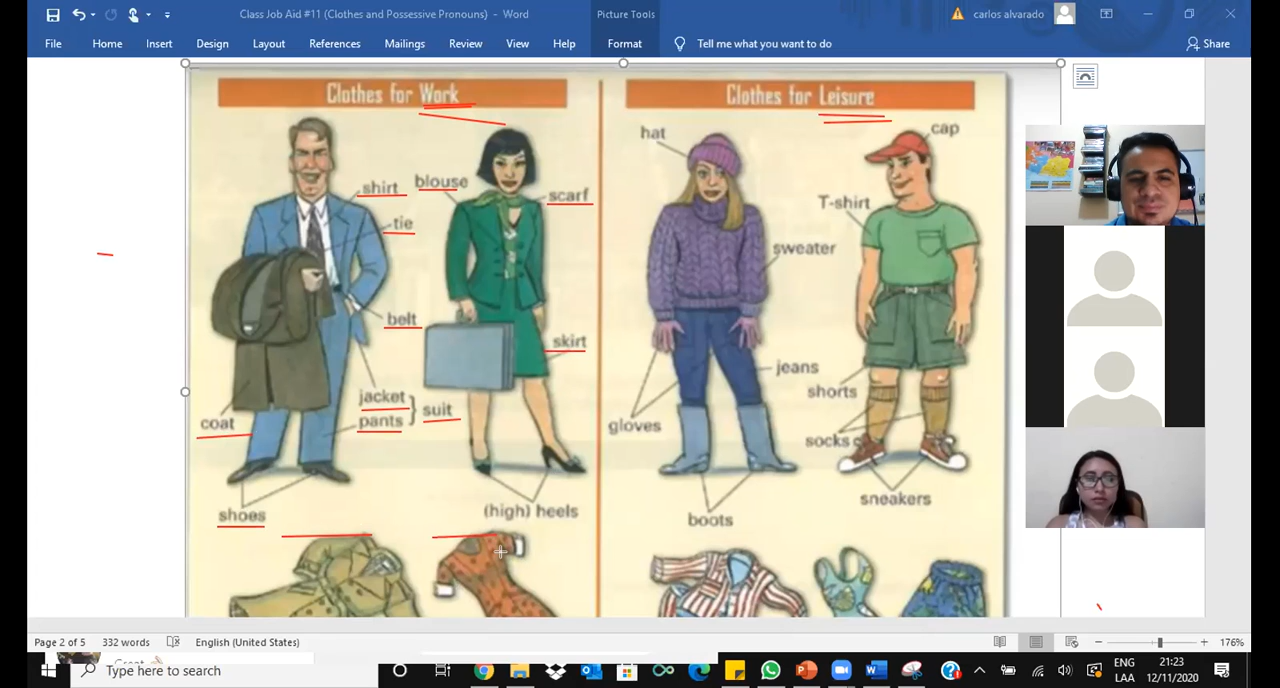 Class Job Aid #11 (Clothes and Possessive Pronouns) - Word
Picture Tools
carlos alvarado
File Home Insert Design Layout References Mailings Review View Help Format Tell me what you want to do Share
Clothes for Work
Clothes for Leisure
shirt
blouse
scarf
tie
belt
skirt
jacket
pants
suit
coat
shoes
(high) heels
hat
cap
T-shirt
sweater
jeans
shorts
gloves
socks
sneakers
boots
Page 2 of 5 332 words English (United States) 176%
Type here to search
ENG
LAA
21:23
12/11/2020